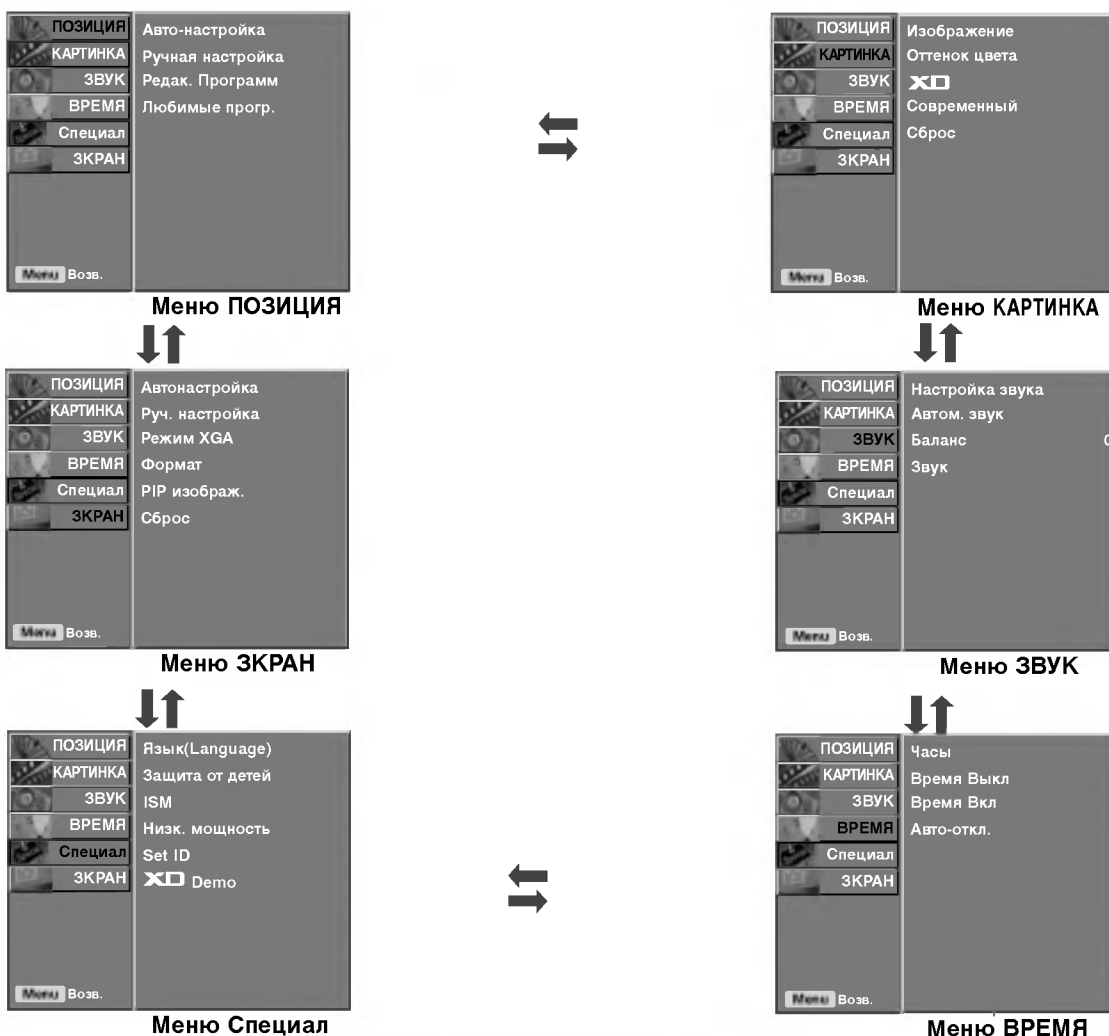 ПОЗИЦИЯ
КАРТИНКА
ЗВУК
ВРЕМЯ
Специал
ЗКРАН
Авто-настройка
Ручная настройка
Редак. Программ
Любимые прогр.
Menu Возв.
Меню ПОЗИЦИЯ
ПОЗИЦИЯ
КАРТИНКА
ЗВУК
ВРЕМЯ
Специал
ЗКРАН
Изображение
Оттенок цвета
XD
Современный
Сброс
Menu Возв.
Меню КАРТИНКА
ПОЗИЦИЯ
КАРТИНКА
ЗВУК
ВРЕМЯ
Специал
ЗКРАН
Автонастройка
Руч. настройка
Режим XGA
Формат
PIP изображ.
Сброс
Menu Возв.
Меню ЗКРАН
ПОЗИЦИЯ
КАРТИНКА
ЗВУК
ВРЕМЯ
Специал
ЗКРАН
Настройка звука
Автом. звук
Баланс 0
Звук
Menu Возв.
Меню ЗВУК
ПОЗИЦИЯ
КАРТИНКА
ЗВУК
ВРЕМЯ
Специал
ЗКРАН
Язык(Language)
Защита от детей
ISM
Низк. мощность
Set ID
XD Demo
Menu Возв.
Меню Специал
ПОЗИЦИЯ
КАРТИНКА
ЗВУК
ВРЕМЯ
Специал
ЗКРАН
Часы
Время Выкл
Время Вкл
Авто-откл.
Menu Возв.
Меню ВРЕМЯ